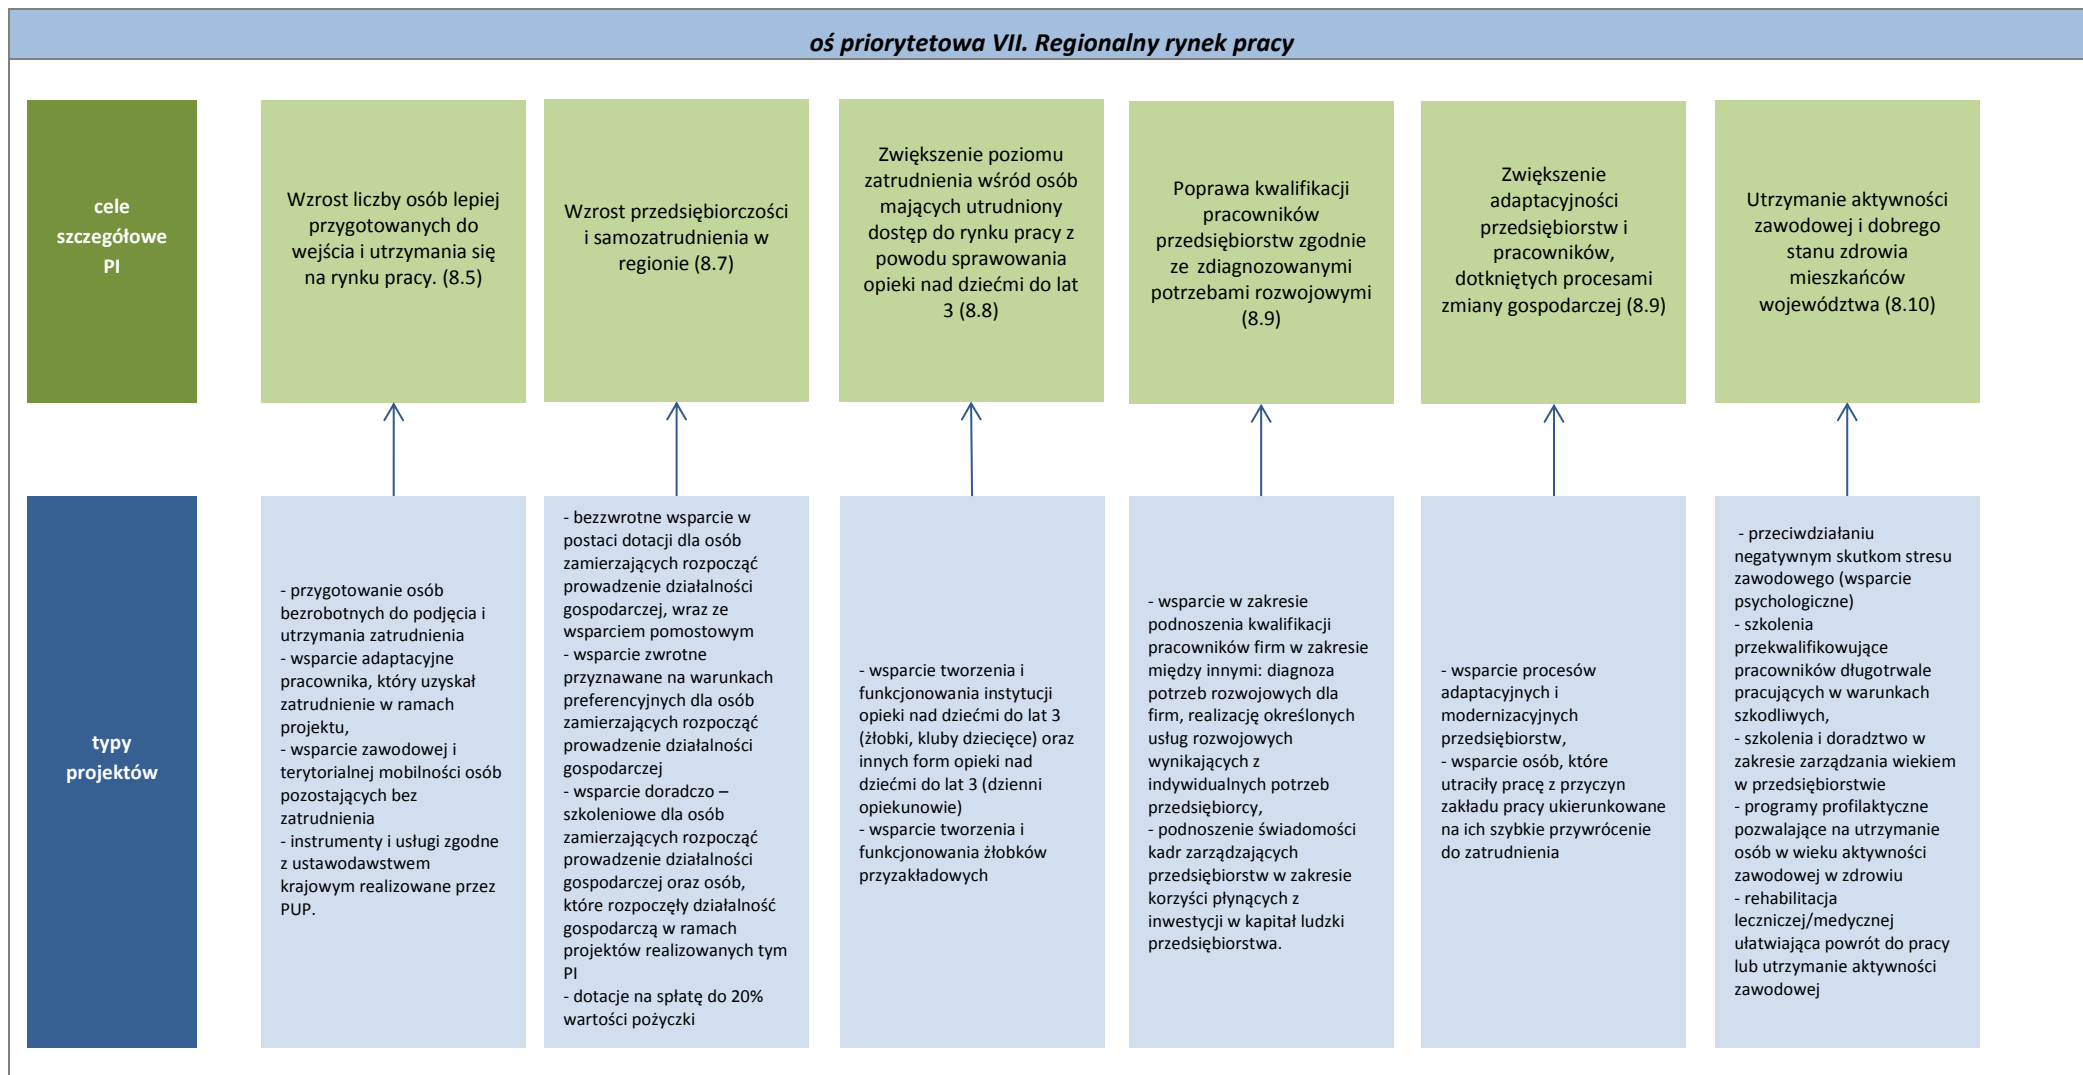 oś priorytetowa VII. Regionalny rynek pracy
cele
szczegółowe
PI
Wzrost liczby osób lepiej
przygotowanych do
wejścia i utrzymania się
na rynku pracy. (8.5)
Wzrost przedsiębiorczości
i samozatrudnienia w
regionie (8.7)
Zwiększenie poziomu
zatrudnienia wśród osób
mających utrudniony
dostęp do rynku pracy z
powodu sprawowania
opieki nad dziećmi do lat
3 (8.8)
Poprawa kwalifikacji
pracowników
przedsiębiorstw zgodnie
ze zdiagnozowanymi
potrzebami rozwojowymi
(8.9)
Zwiększenie
adaptacyjności
przedsiębiorstw i
pracowników,
dotkniętych procesami
zmiany gospodarczej (8.9)
Utrzymanie aktywności
zawodowej i dobrego
stanu zdrowia
mieszkańców
województwa (8.10)
typy
projektów
- przygotowanie osób
bezrobotnych do podjęcia i
utrzymania zatrudnienia
- wsparcie adaptacyjne
pracownika, który uzyskał
zatrudnienie w ramach
projektu,
- wsparcie zawodowej i
terytorialnej mobilności osób
pozostających bez
zatrudnienia
- instrumenty i usługi zgodne
z ustawodawstwem
krajowym realizowane przez
PUP.
- bezzwrotne wsparcie w
postaci dotacji dla osób
zamierzających rozpocząć
prowadzenie działalności
gospodarczej, wraz ze
wsparciem pomostowym
- wsparcie zwrotne
przyznawane na warunkach
preferencyjnych dla osób
zamierzających rozpocząć
prowadzenie działalności
gospodarczej
- wsparcie doradczo –
szkoleniowe dla osób
zamierzających rozpocząć
prowadzenie działalności
gospodarczej oraz osób,
które rozpoczęły działalność
gospodarczą w ramach
projektów realizowanych tym
PI
- dotacje na spłatę do 20%
wartości pożyczki
- wsparcie tworzenia i
funkcjonowania instytucji
opieki nad dziećmi do lat 3
(żłobki, kluby dziecięce) oraz
innych form opieki nad
dziećmi do lat 3 (dzienni
opiekunowie)
- wsparcie tworzenia i
funkcjonowania żłobków
przyzakładowych
- wsparcie w zakresie
podnoszenia kwalifikacji
pracowników firm w zakresie
między innymi: diagnoza
potrzeb rozwojowych dla
firm, realizację określonych
usług rozwojowych
wynikających z
indywidualnych potrzeb
przedsiębiorcy,
- podnoszenie świadomości
kadr zarządzających
przedsiębiorstw w zakresie
korzyści płynących z
inwestycji w kapitał ludzki
przedsiębiorstwa.
- wsparcie procesów
adaptacyjnych i
modernizacyjnych
przedsiębiorstw,
- wsparcie osób, które
utraciły pracę z przyczyn
zakładu pracy ukierunkowane
na ich szybkie przywrócenie
do zatrudnienia
- przeciwdziałaniu
negatywnym skutkom stresu
zawodowego (wsparcie
psychologiczne)
- szkolenia
przekwalifikowujące
pracowników długotrwale
pracujących w warunkach
szkodliwych,
- szkolenia i doradztwo w
zakresie zarządzania wiekiem
w przedsiębiorstwie
- programy profilaktyczne
pozwalające na utrzymanie
osób w wieku aktywności
zawodowej w zdrowiu
- rehabilitacja
leczniczej/medycznej
ułatwiająca powrót do pracy
lub utrzymanie aktywności
zawodowej